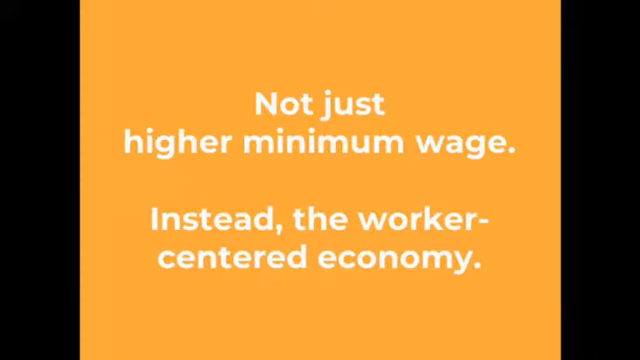 Not just
higher minimum wage.
Instead, the worker-
centered economy.